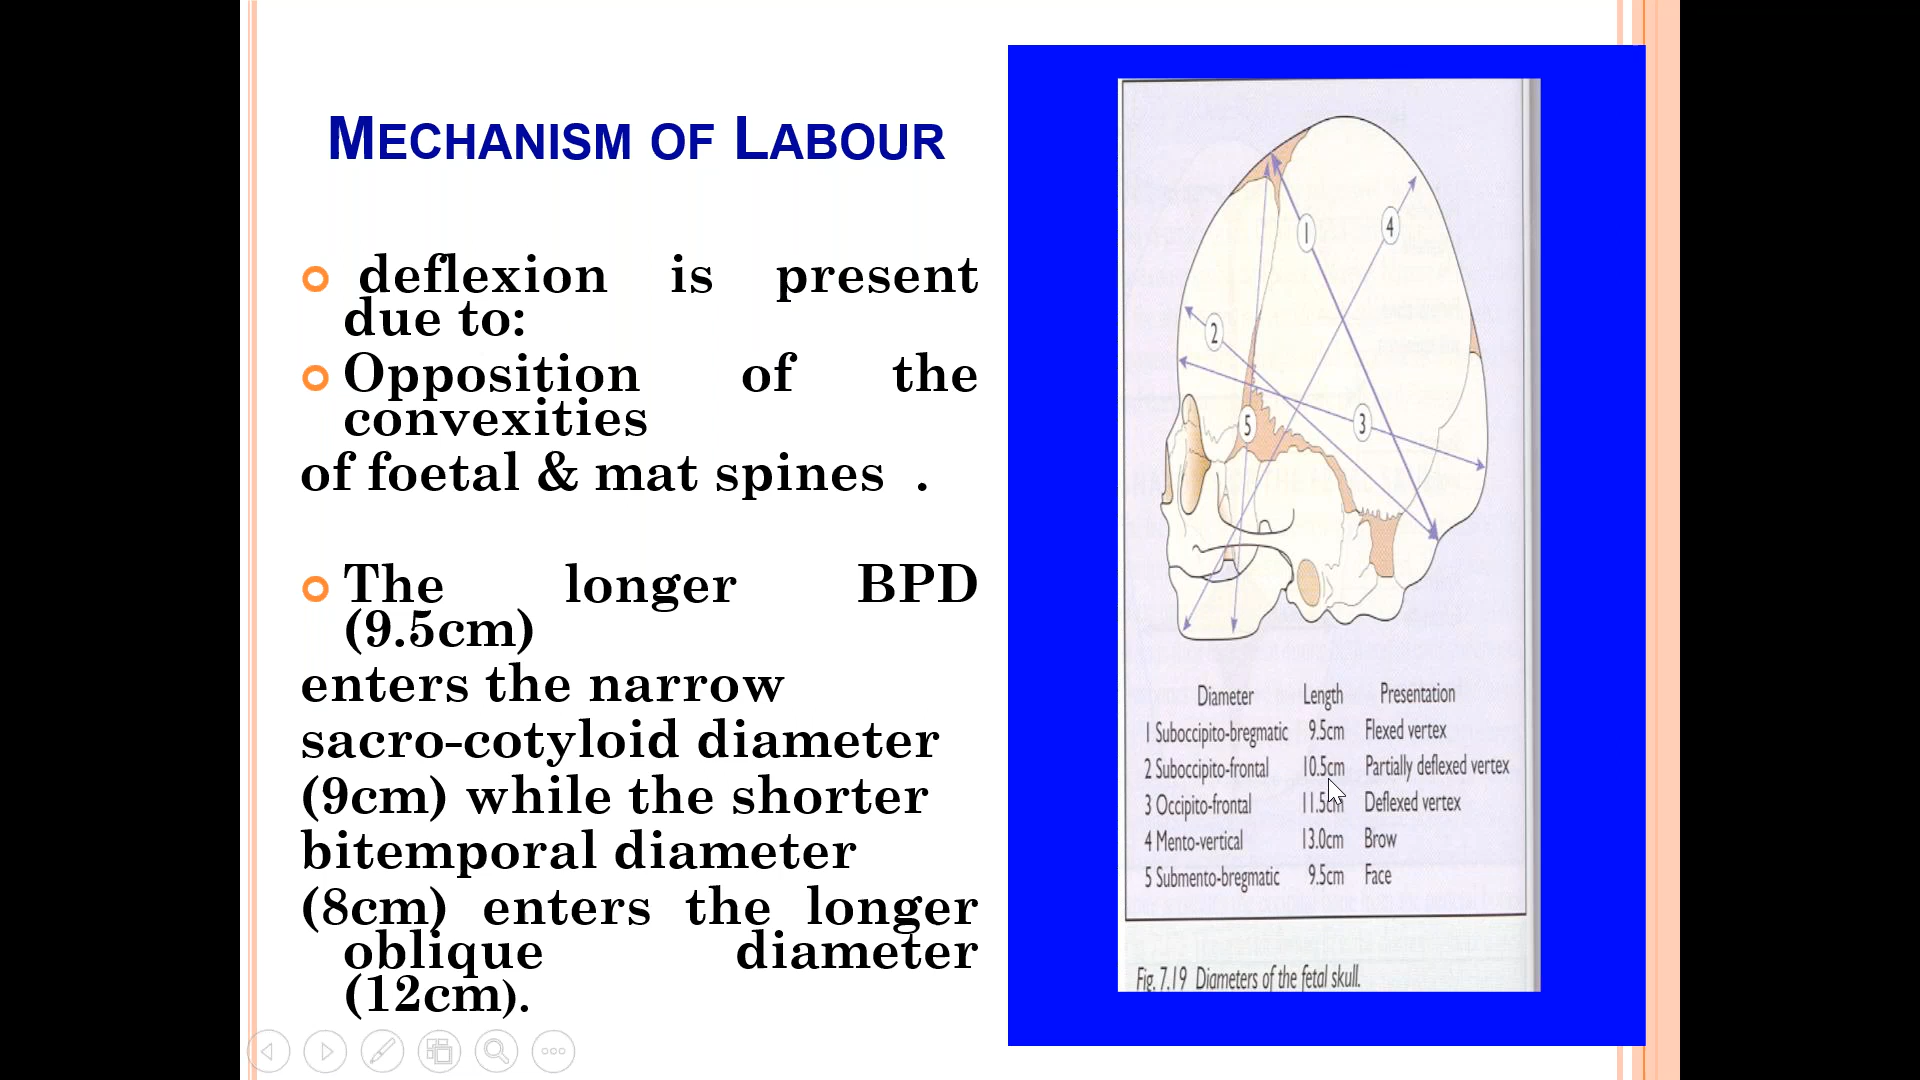 MECHANISM OF LABOUR
deflexion is present
due to:
Opposition of the
convexities
of foetal & mat spines .
The longer BPD
(9.5cm)
enters the narrow
sacro-cotyloid diameter
(9cm) while the shorter
bitemporal diameter
(8cm) enters the longer
oblique diameter
(12cm).
1
4
2
3
5
Diameter Length Presentation
1 Suboccipito-bregmatic 9.5cm Flexed vertex
2 Suboccipito-frontal 10.5cm Partially deflexed vertex
3 Occipito-frontal 11.5cm Deflexed vertex
4 Mento-vertical 13.0cm Brow
5 Submento-bregmatic 9.5cm Face
Fig. 7.19 Diameters of the fetal skull.